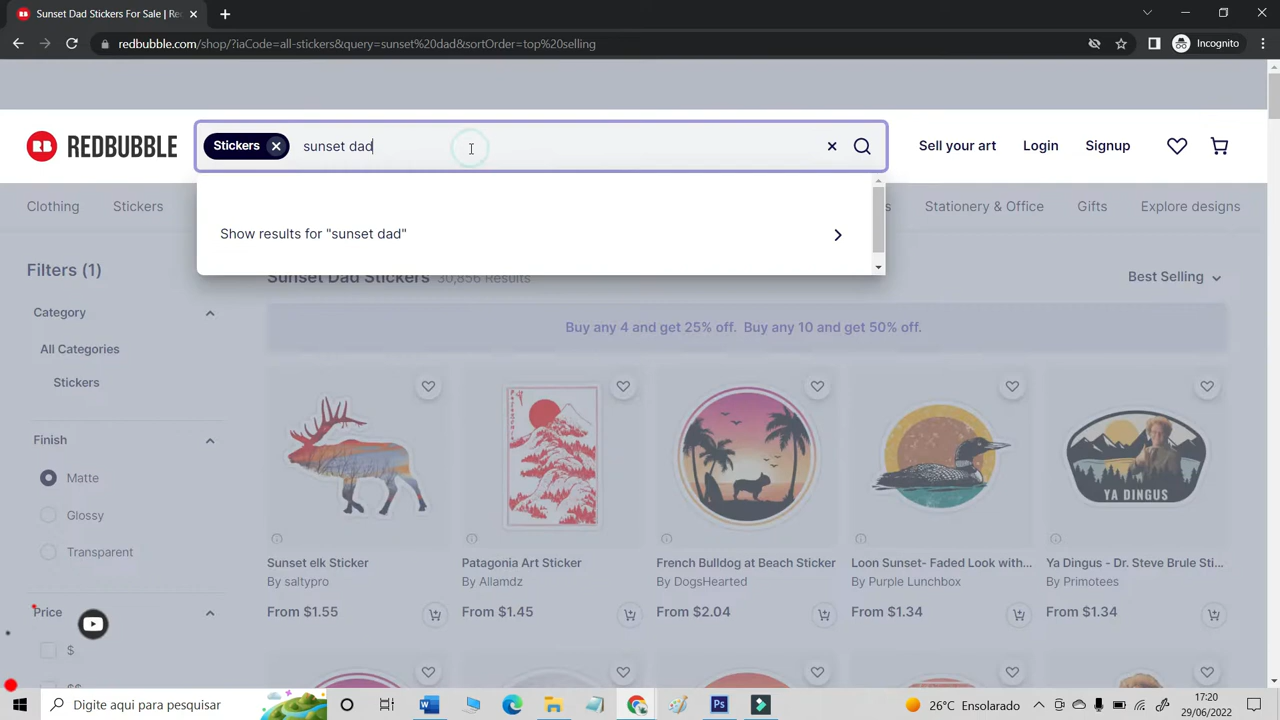 Sunset Dad Stickers For Sale | Re
redbubble.com/shop/?iaCode=all-stickers&query=sunset%20dad&sortOrder=top%20selling
Incognito
REDBUBBLE
Stickers
sunset dad
Sell your art
Login
Signup
Show results for "sunset dad"
Clothing
Stickers
Stationery & Office
Gifts
Explore designs
Filters (1)
Sunset Dad Stickers 30,856 Results
Best Selling
Category
All Categories
Stickers
Buy any 4 and get 25% off. Buy any 10 and get 50% off.
Finish
Matte
Glossy
Transparent
Price
$
$$
YA DINGUS
Sunset elk Sticker
By saltypro
From $1.55
Patagonia Art Sticker
By Allamdz
From $1.45
French Bulldog at Beach Sticker
By DogsHearted
From $2.04
Loon Sunset- Faded Look with...
By Purple Lunchbox
From $1.34
Ya Dingus - Dr. Steve Brule Sti...
By Primotees
From $1.34
Digite aqui para pesquisar
26°C Ensolarado
17:20
29/06/2022